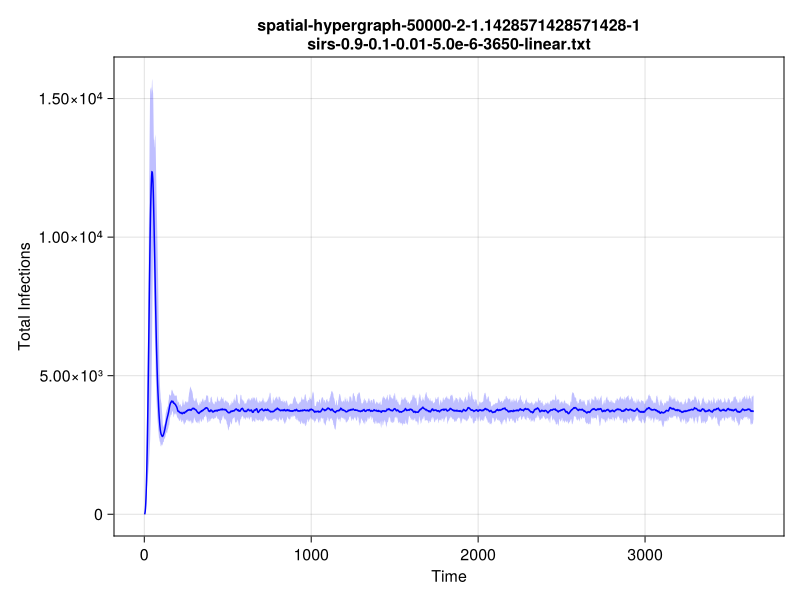 spatial-hypergraph-50000-2-1.1428571428571428-1
sirs-0.9-0.1-0.01-5.0e-6-3650-linear.txt
Total Infections
1.50×10⁴
1.00×10⁴
5.00×10³
0
0 1000 2000 3000
Time